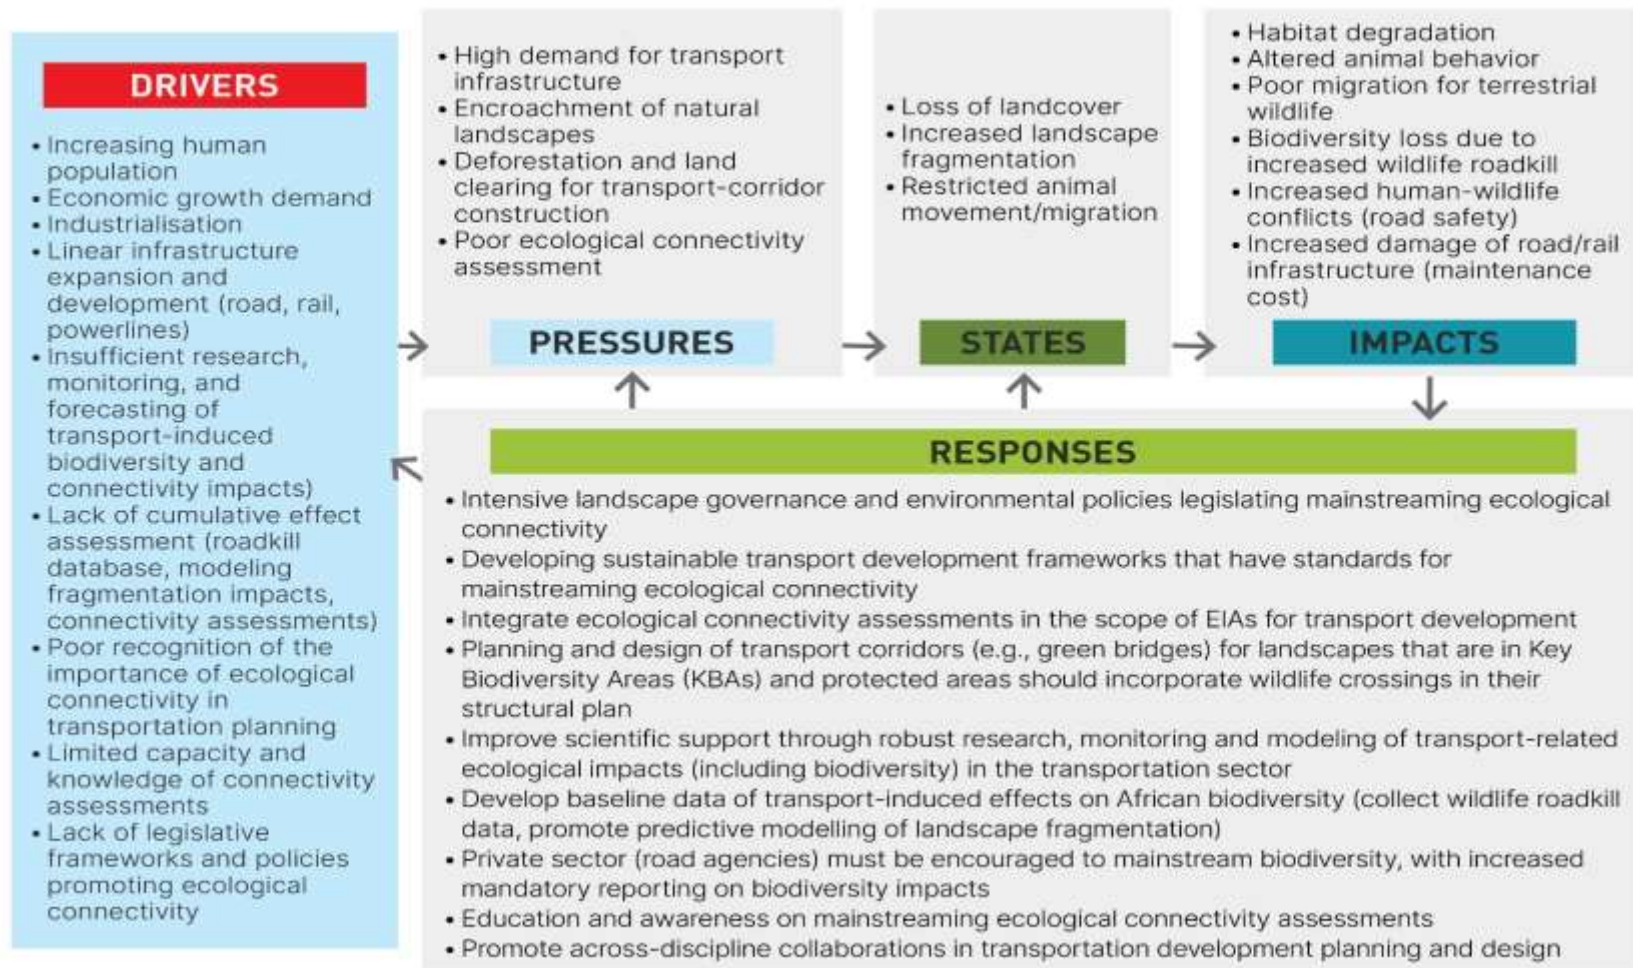 DRIVERS
• Increasing human
population
• Economic growth demand
• Industrialisation
• Linear infrastructure
expansion and
development (road, rail,
powerlines)
• Insufficient research,
monitoring, and
forecasting of
transport-induced
biodiversity and
connectivity impacts)
• Lack of cumulative effect
assessment (roadkill
database, modeling
fragmentation impacts,
connectivity assessments)
• Poor recognition of the
importance of ecological
connectivity in
transportation planning
• Limited capacity and
knowledge of connectivity
assessments
• Lack of legislative
frameworks and policies
promoting ecological
connectivity
• High demand for transport
infrastructure
• Encroachment of natural
landscapes
• Deforestation and land
clearing for transport-corridor
construction
• Poor ecological connectivity
assessment
PRESSURES
• Loss of landcover
• Increased landscape
fragmentation
• Restricted animal
movement/migration
STATES
• Habitat degradation
• Altered animal behavior
• Poor migration for terrestrial
wildlife
• Biodiversity loss due to
increased wildlife roadkill
• Increased human-wildlife
conflicts (road safety)
• Increased damage of road/rail
infrastructure (maintenance
cost)
IMPACTS
RESPONSES
• Intensive landscape governance and environmental policies legislating mainstreaming ecological
connectivity
• Developing sustainable transport development frameworks that have standards for
mainstreaming ecological connectivity
• Integrate ecological connectivity assessments in the scope of EIAs for transport development
• Planning and design of transport corridors (e.g., green bridges) for landscapes that are in Key
Biodiversity Areas (KBAs) and protected areas should incorporate wildlife crossings in their
structural plan
• Improve scientific support through robust research, monitoring and modeling of transport-related
ecological impacts (including biodiversity) in the transportation sector
• Develop baseline data of transport-induced effects on African biodiversity (collect wildlife roadkill
data, promote predictive modelling of landscape fragmentation)
• Private sector (road agencies) must be encouraged to mainstream biodiversity, with increased
mandatory reporting on biodiversity impacts
• Education and awareness on mainstreaming ecological connectivity assessments
• Promote across-discipline collaborations in transportation development planning and design